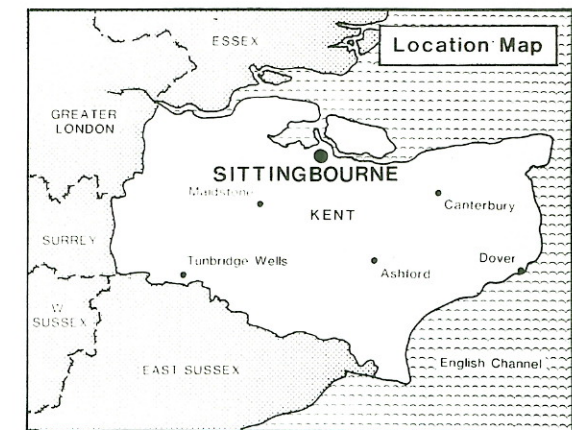 ESSEX
Location Map
GREATER
LONDON
SITTINGBOURNE
Maidstone
KENT
Canterbury
SURREY
Tunbridge Wells
Ashford
Dover
W
SUSSEX
EAST SUSSEX
English Channel